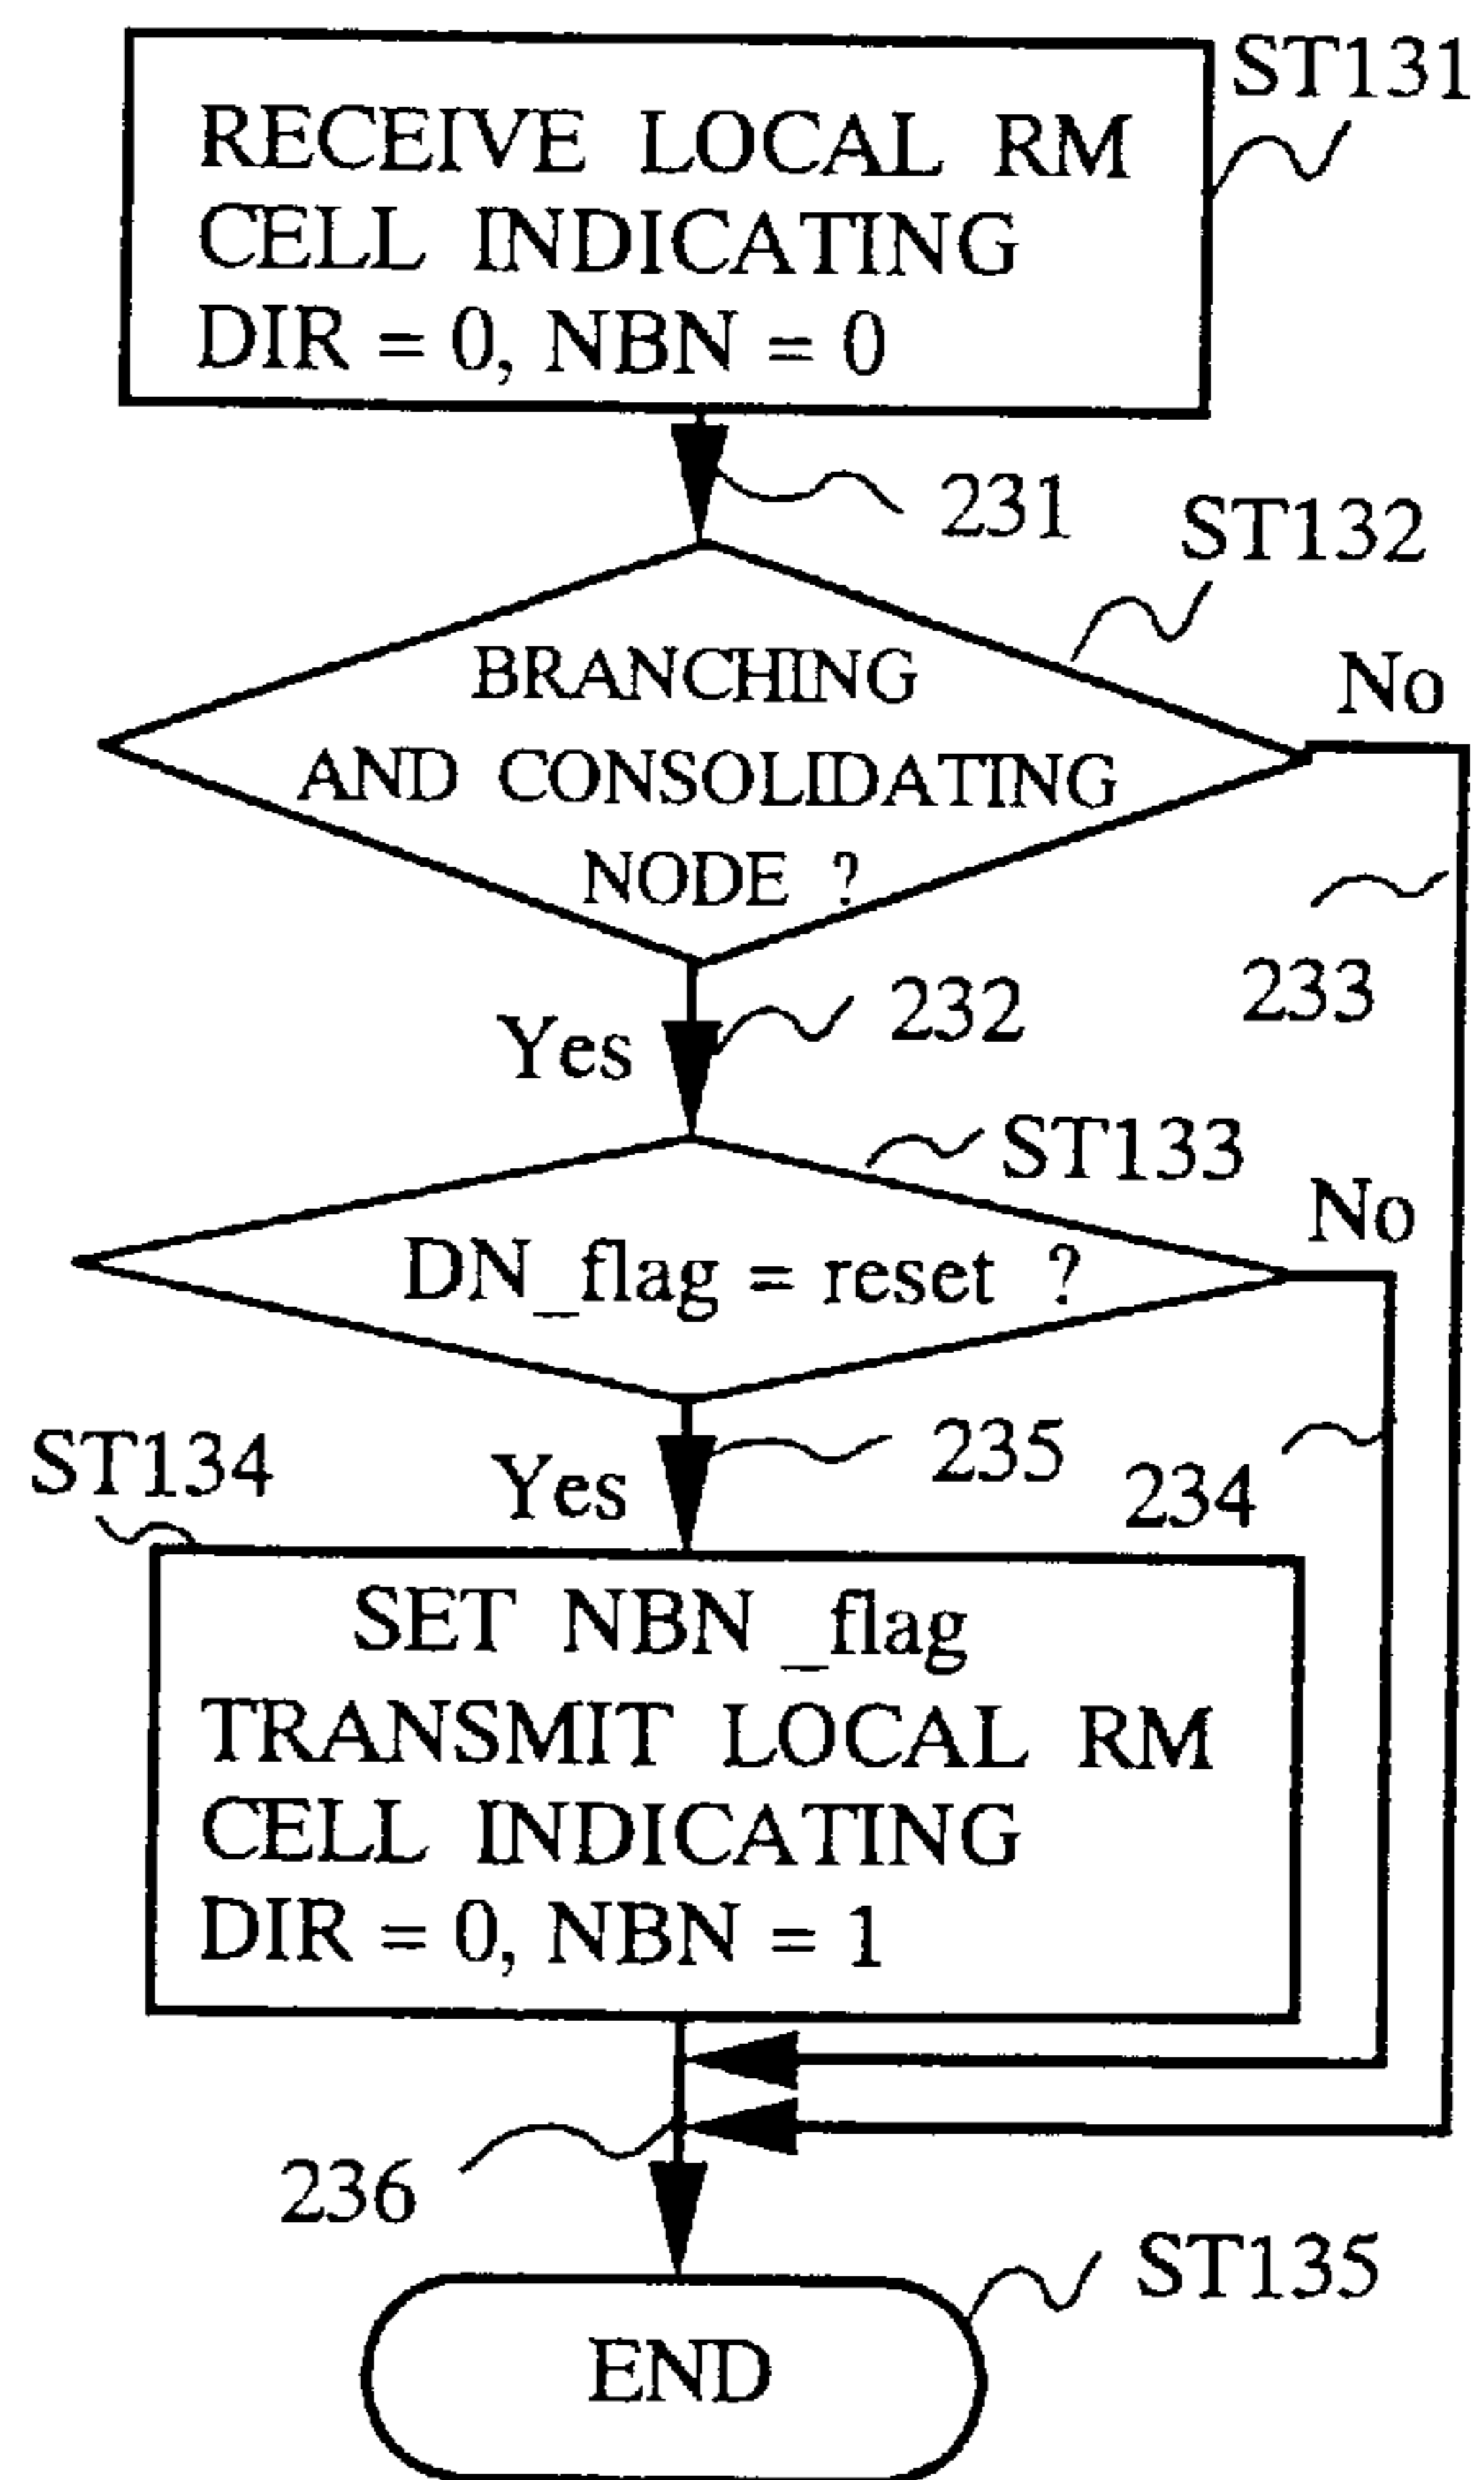 ST131
RECEIVE LOCAL RM
CELL INDICATING
DIR = 0, NBN = 0
231
ST132
BRANCHING
AND CONSOLIDATING
NODE ?
No
233
232
Yes
ST133
DN_flag = reset ?
No
ST134
Yes
235
234
SET NBN _flag
TRANSMIT LOCAL RM
CELL INDICATING
DIR = 0, NBN = 1
236
ST135
END